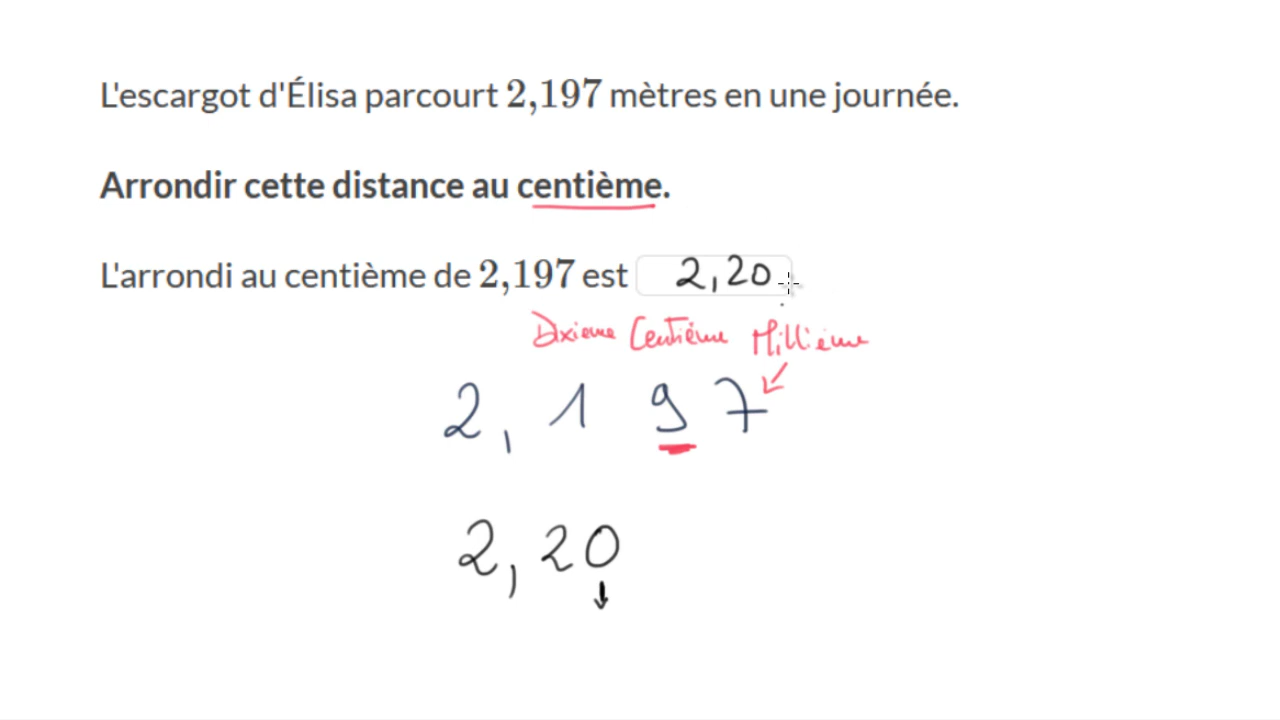 L'escargot d'Élisa parcourt 2,197 mètres en une journée.
Arrondir cette distance au centième.
L'arrondi au centième de 2,197 est 2,20
Dixième Centième Millième
2, 1 9 7
2, 20